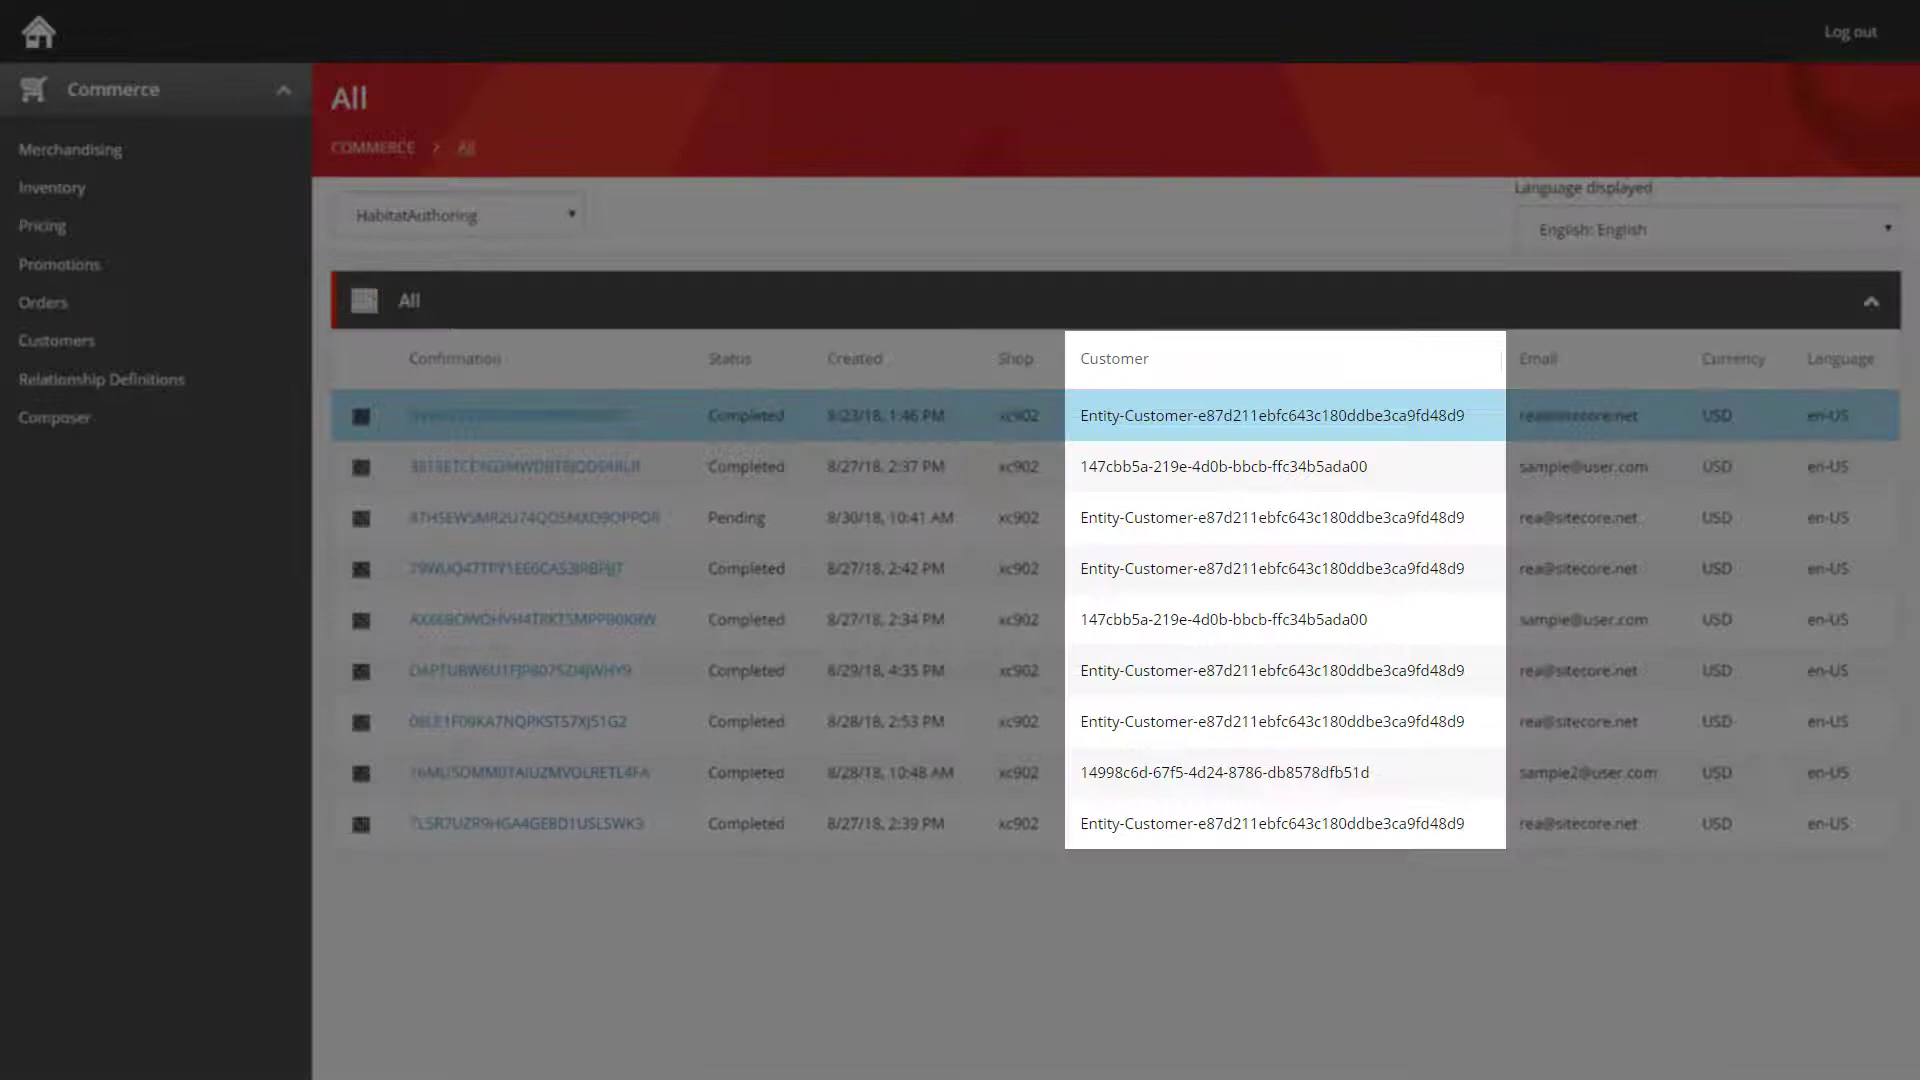 Log out
Commerce
All
COMMERCE > All
Merchandising
Inventory
Pricing
Promotions
Orders
Customers
Relationship Definitions
Composer
HabitatAuthoring
Language displayed
English: English
All
Confirmation Status Created Shop Customer Email Currency Language
Completed 8/23/18, 1:46 PM xc902 Entity-Customer-e87d211ebfc643c180ddbe3ca9fd48d9 rea@sitecore.net USD en-US
Completed 8/27/18, 2:37 PM xc902 147cbb5a-219e-4d0b-bbcb-ffc34b5ada00 sample@user.com USD en-US
Pending 8/30/18, 10:41 AM xc902 Entity-Customer-e87d211ebfc643c180ddbe3ca9fd48d9 rea@sitecore.net USD en-US
Completed 8/27/18, 2:42 PM xc902 Entity-Customer-e87d211ebfc643c180ddbe3ca9fd48d9 rea@sitecore.net USD en-US
Completed 8/27/18, 2:34 PM xc902 147cbb5a-219e-4d0b-bbcb-ffc34b5ada00 sample@user.com USD en-US
Completed 8/29/18, 4:35 PM xc902 Entity-Customer-e87d211ebfc643c180ddbe3ca9fd48d9 rea@sitecore.net USD en-US
Completed 8/28/18, 2:53 PM xc902 Entity-Customer-e87d211ebfc643c180ddbe3ca9fd48d9 rea@sitecore.net USD en-US
Completed 8/28/18, 10:48 AM xc902 14998c6d-67f5-4d24-8786-db8578dfb51d sample2@user.com USD en-US
Completed 8/27/18, 2:39 PM xc902 Entity-Customer-e87d211ebfc643c180ddbe3ca9fd48d9 rea@sitecore.net USD en-US